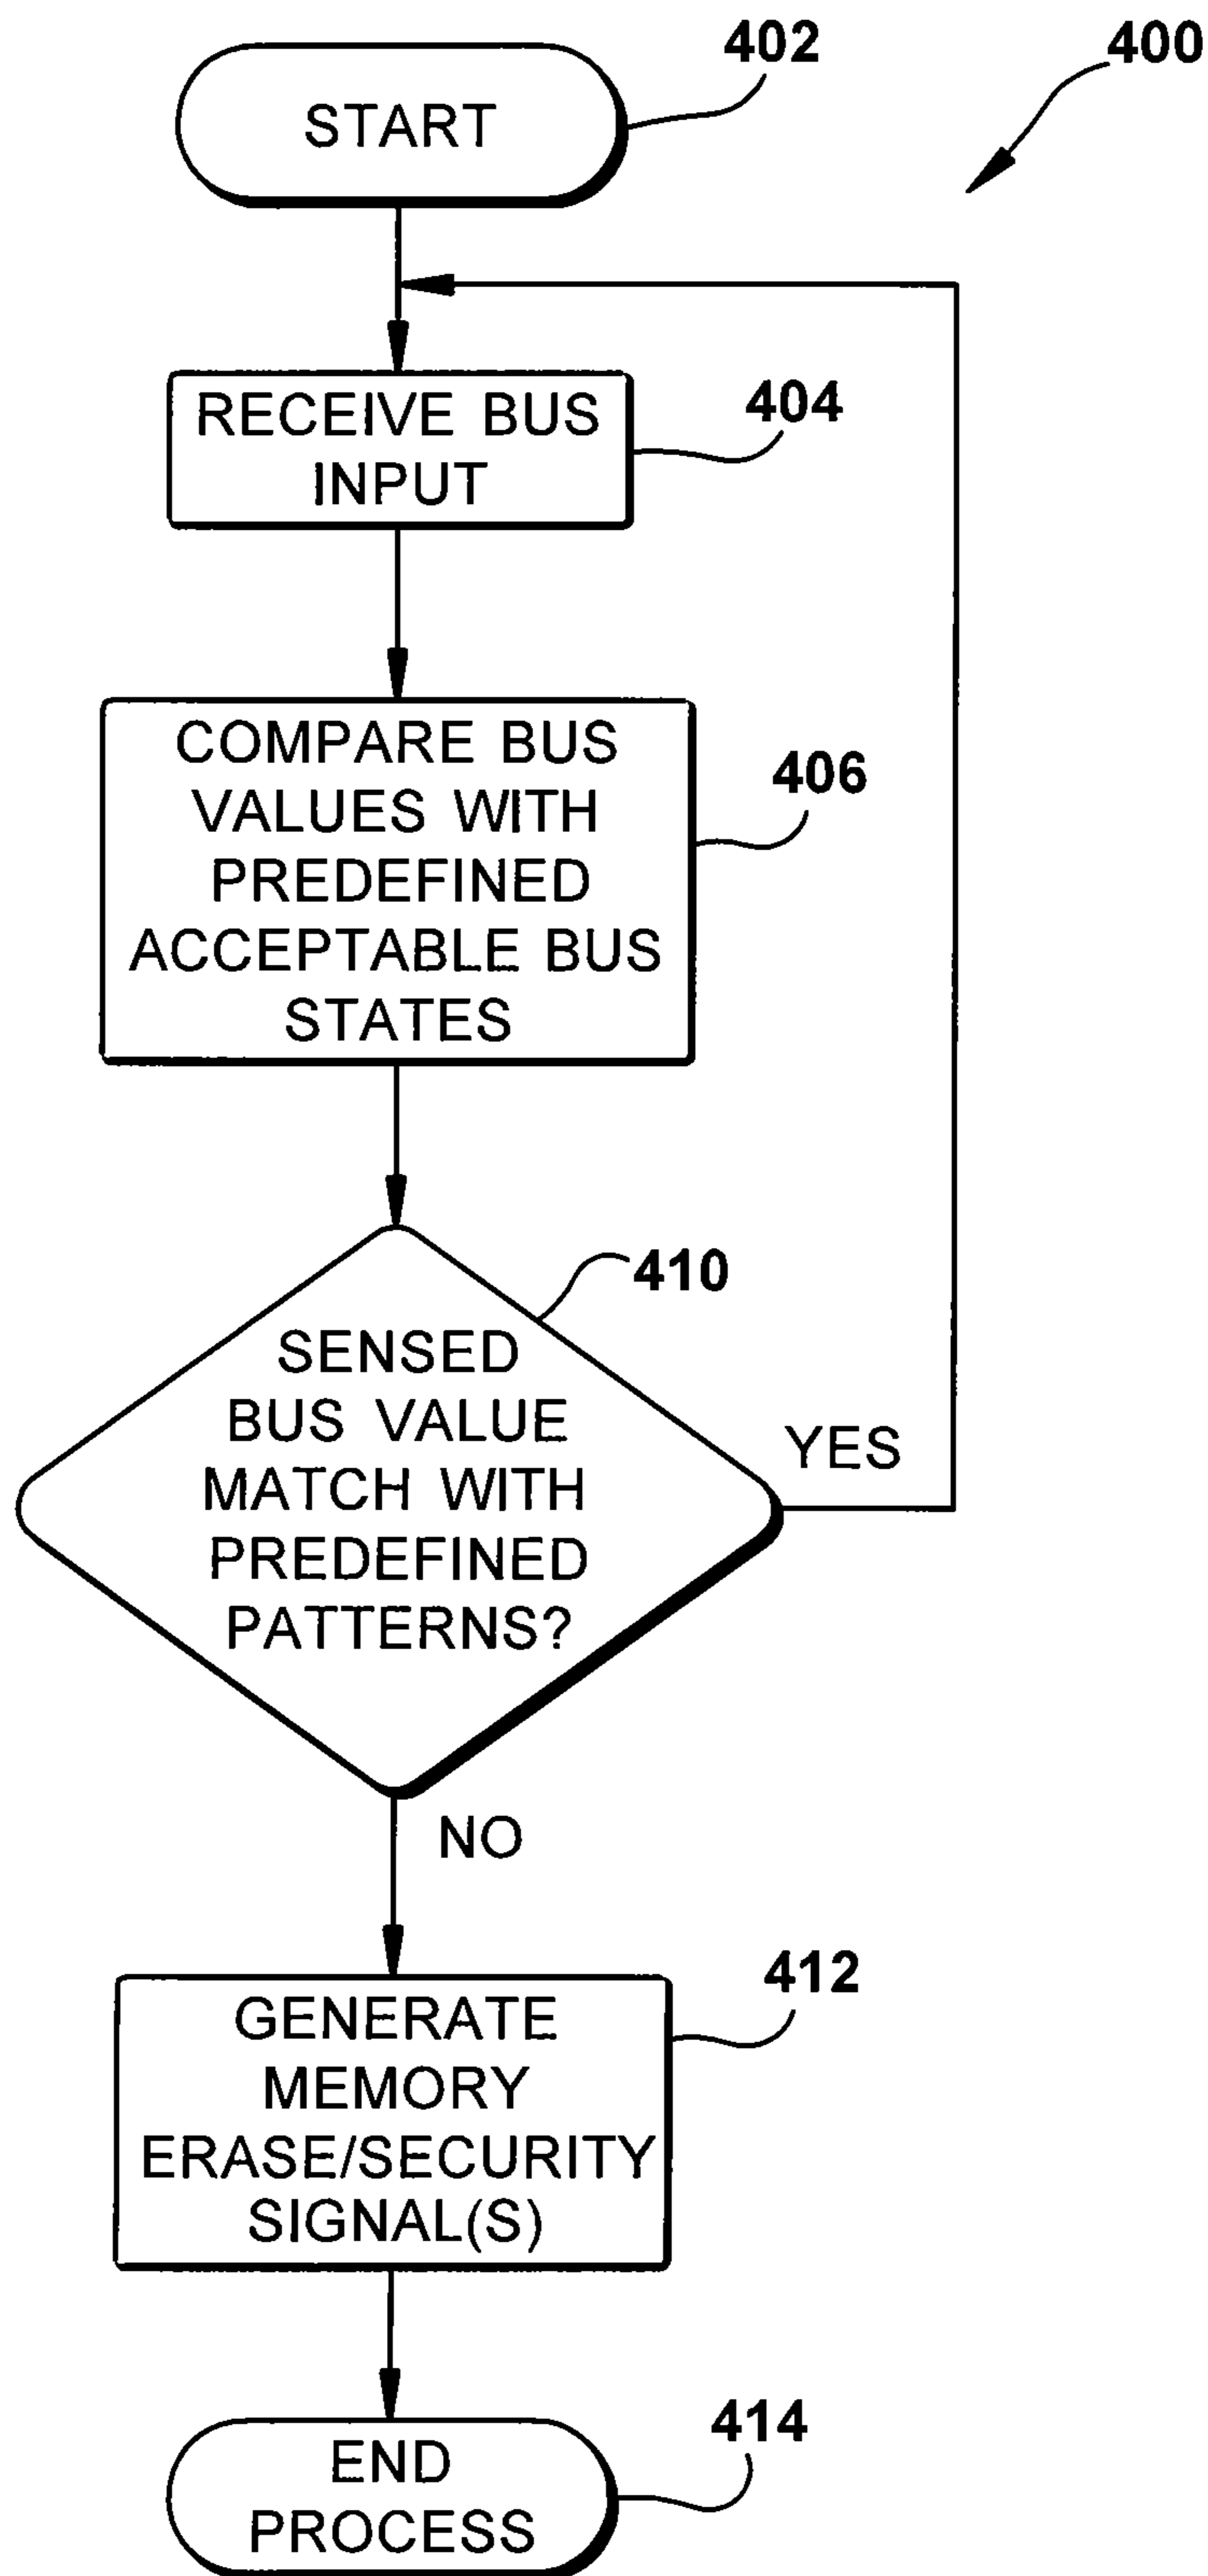 402
400
START
RECEIVE BUS
INPUT
404
COMPARE BUS
VALUES WITH
PREDEFINED
ACCEPTABLE BUS
STATES
406
410
SENSED
BUS VALUE
MATCH WITH
PREDEFINED
PATTERNS?
YES
NO
412
GENERATE
MEMORY
ERASE/SECURITY
SIGNAL(S)
414
END
PROCESS